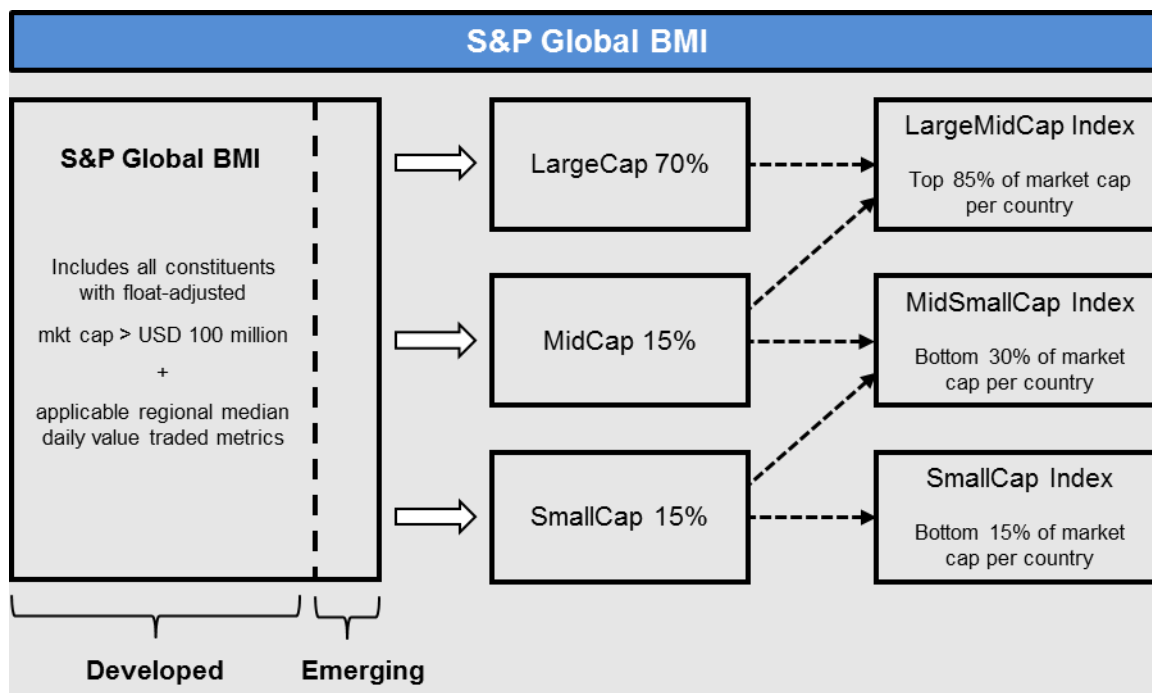 S&P Global BMI
S&P Global BMI
Includes all constituents
with float-adjusted
mkt cap > USD 100 million
+
applicable regional median
daily value traded metrics
Developed
Emerging
LargeCap 70%
MidCap 15%
SmallCap 15%
LargeMidCap Index
Top 85% of market cap
per country
MidSmallCap Index
Bottom 30% of market
cap per country
SmallCap Index
Bottom 15% of market
cap per country